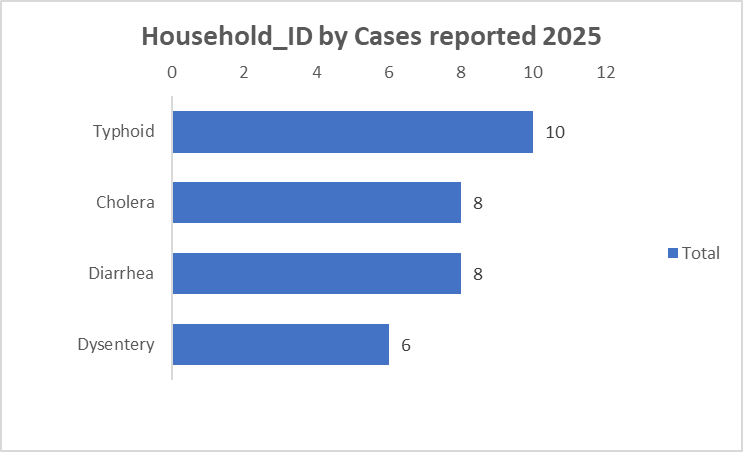 Household_ID by Cases reported 2025
0 2 4 6 8 10 12
Typhoid 10
Cholera 8
Diarrhea 8
Total
Dysentery 6